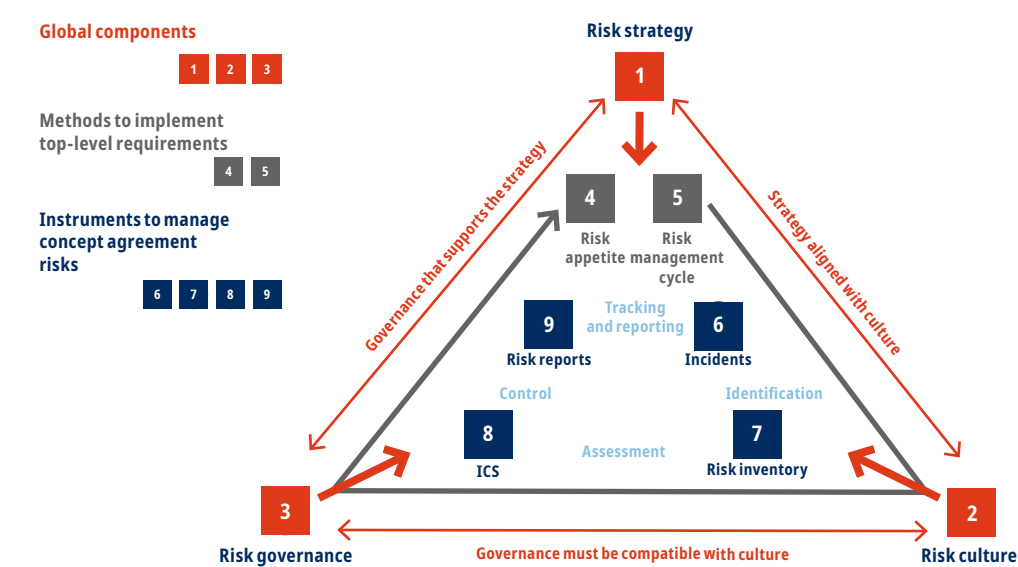 Global components
1 2 3
Methods to implement
top-level requirements
4 5
Instruments to manage
concept agreement
risks
6 7 8 9
Risk strategy
1
Governance that supports the strategy
Strategy aligned with culture
4
Risk
appetite
5
Risk
management
cycle
9
Risk reports
Tracking
and reporting
6
Incidents
Control
Identification
8
ICS
Assessment
7
Risk inventory
3
Risk governance
Governance must be compatible with culture
2
Risk culture